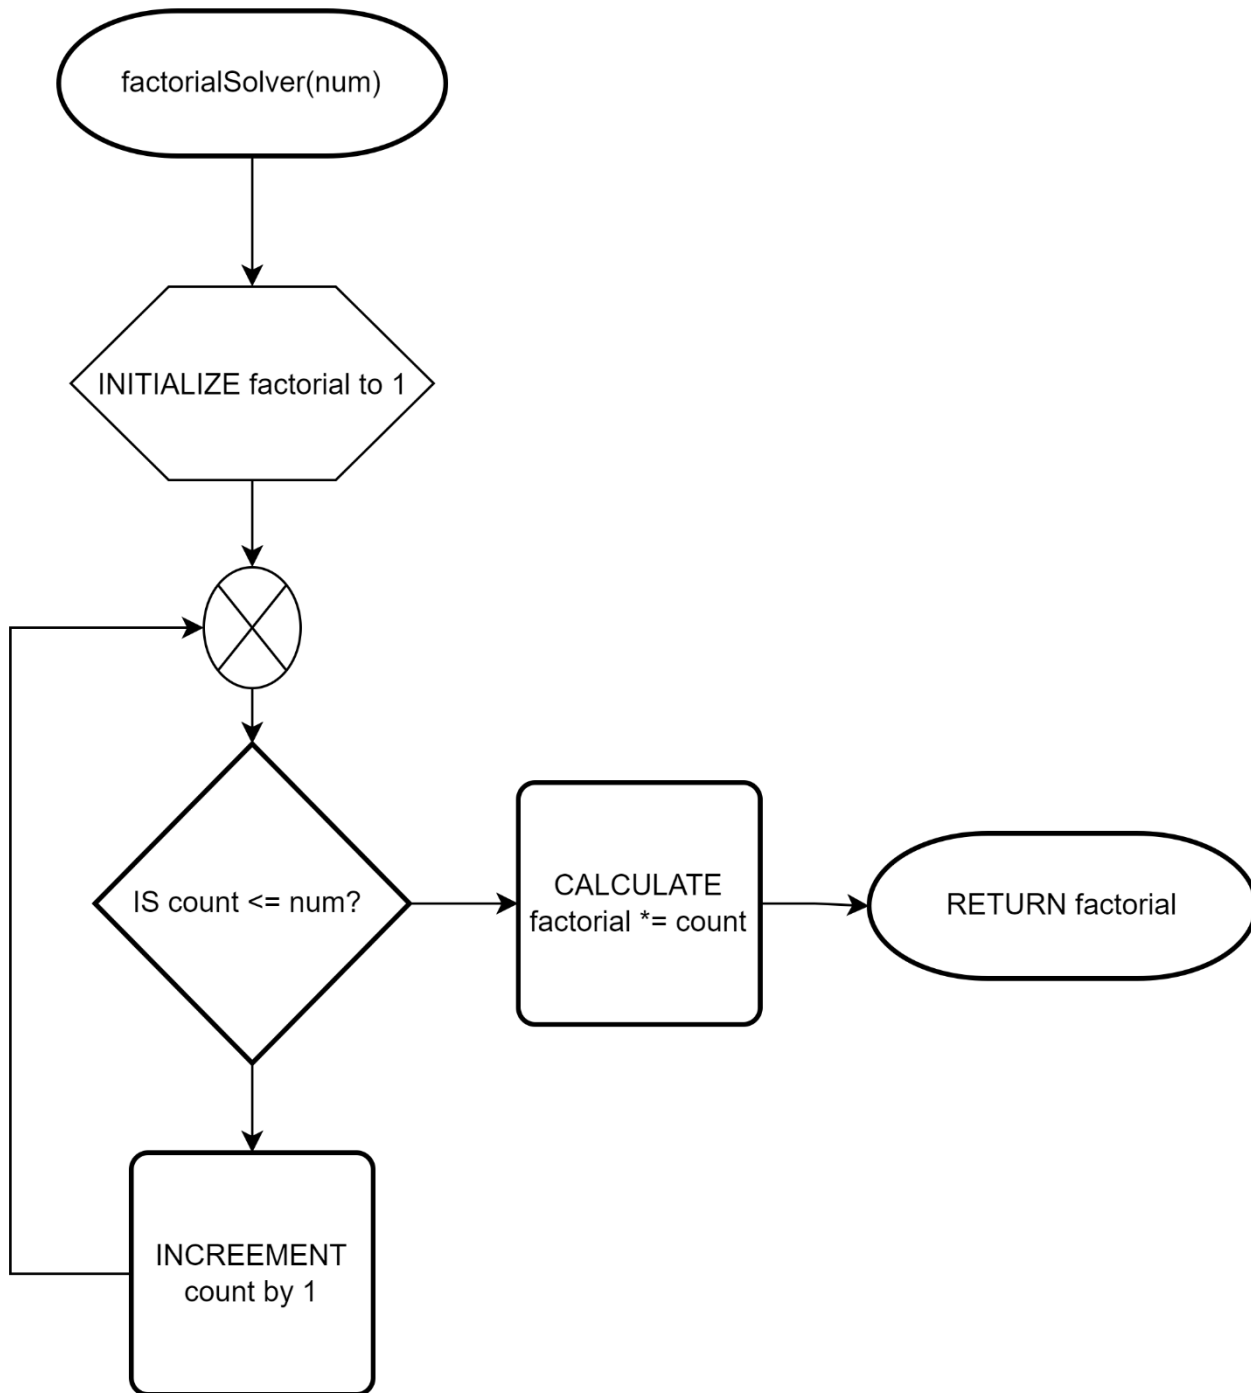 factorialSolver(num)
INITIALIZE factorial to 1
IS count <= num?
CALCULATE
factorial *= count
RETURN factorial
INCREEMENT
count by 1